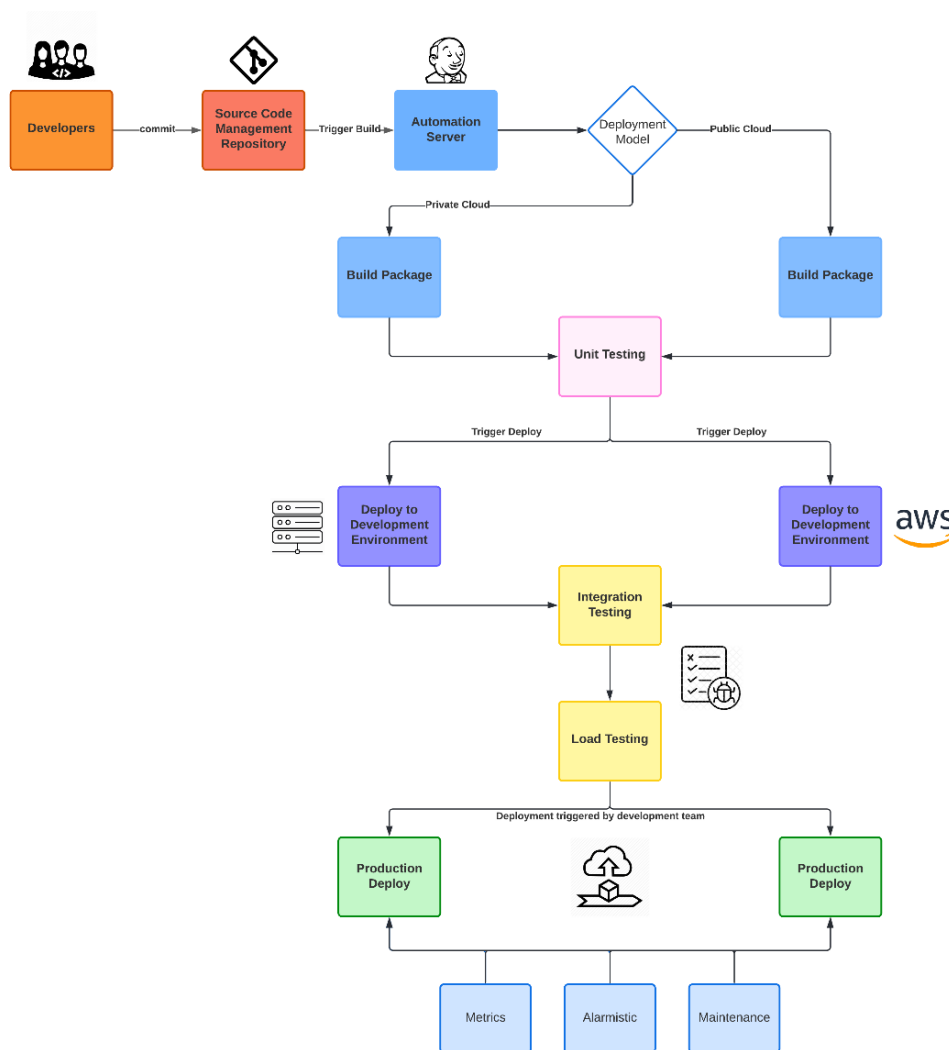 </>
Developers
commit
Source Code
Management
Repository
Trigger Build
Automation
Server
Deployment
Model
Public Cloud
Private Cloud
Build Package
Build Package
Unit Testing
Trigger Deploy
Trigger Deploy
Deploy to
Development
Environment
Deploy to
Development
Environment
aws
Integration
Testing
Load Testing
Deployment triggered by development team
Production
Deploy
Production
Deploy
Metrics
Alarmistic
Maintenance